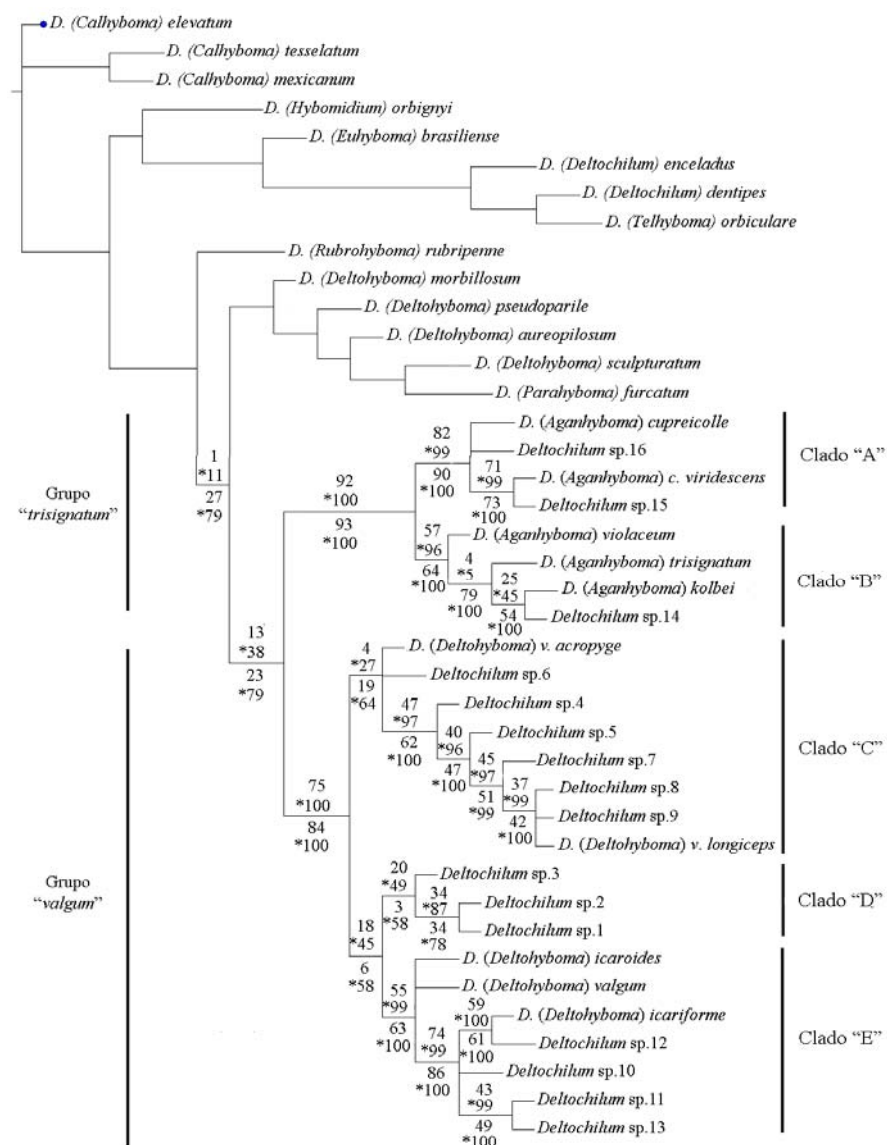 D. (Calhyboma) elevatum
D. (Calhyboma) tesselatum
D. (Calhyboma) mexicanum
D. (Hybomidium) orbignyi
D. (Euhyboma) brasiliense
D. (Deltochilum) enceladus
D. (Deltochilum) dentipes
D. (Telhyboma) orbiculare
D. (Rubrohyboma) rubripenne
D. (Deltohyboma) morbillosum
D. (Deltohyboma) pseudoparile
D. (Deltohyboma) aureopilosum
D. (Deltohyboma) sculpturatum
D. (Parahyboma) furcatum
1
*11
27
*79
Grupo
“trisignatum”
92
*100
93
*100
82
*99
90
*100
D. (Aganhyboma) cupreicolle
Deltochilum sp.16
71
*99
73
*100
D. (Aganhyboma) c. viridescens
Deltochilum sp.15
Clado “A”
57
*96
64
*100
D. (Aganhyboma) violaceum
4
*5
79
*100
D. (Aganhyboma) trisignatum
25
*45
54
*100
D. (Aganhyboma) kolbei
Deltochilum sp.14
Clado “B”
13
*38
23
*79
4
*27
19
*64
D. (Deltohyboma) v. acropyge
Deltochilum sp.6
47
*97
62
*100
Deltochilum sp.4
40
*96
47
*100
Deltochilum sp.5
45
*97
51
*99
Deltochilum sp.7
37
*99
42
*100
Deltochilum sp.8
Deltochilum sp.9
D. (Deltohyboma) v. longiceps
Clado “C”
75
*100
84
*100
Grupo
“valgum”
20
*49
3
*58
Deltochilum sp.3
34
*87
34
*78
Deltochilum sp.2
Deltochilum sp.1
Clado “D”
18
*45
6
*58
55
*99
63
*100
D. (Deltohyboma) icaroides
D. (Deltohyboma) valgum
74
*99
86
*100
59
*100
61
*100
D. (Deltohyboma) icariforme
Deltochilum sp.12
Deltochilum sp.10
43
*99
49
*100
Deltochilum sp.11
Deltochilum sp.13
Clado “E”